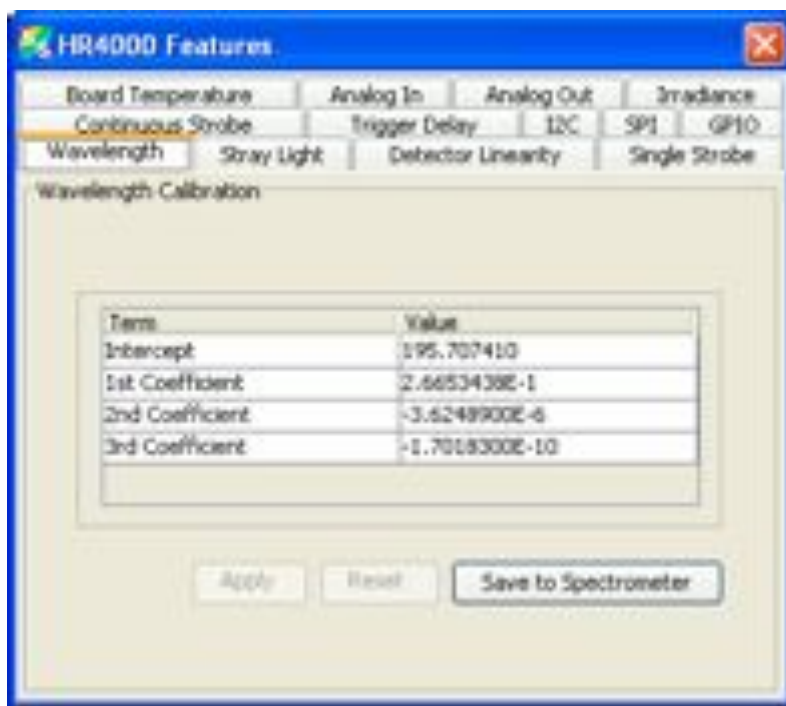 HR4000 Features
Board Temperature Analog In Analog Out Irradiance
Continuous Strobe Trigger Delay I2C SPI GPIO
Wavelength Stray Light Detector Linearity Single Strobe
Wavelength Calibration
Term Value
Intercept 195.707410
1st Coefficient 2.6653438E-1
2nd Coefficient -3.6248900E-6
3rd Coefficient -1.7018300E-10
Apply Reset Save to Spectrometer